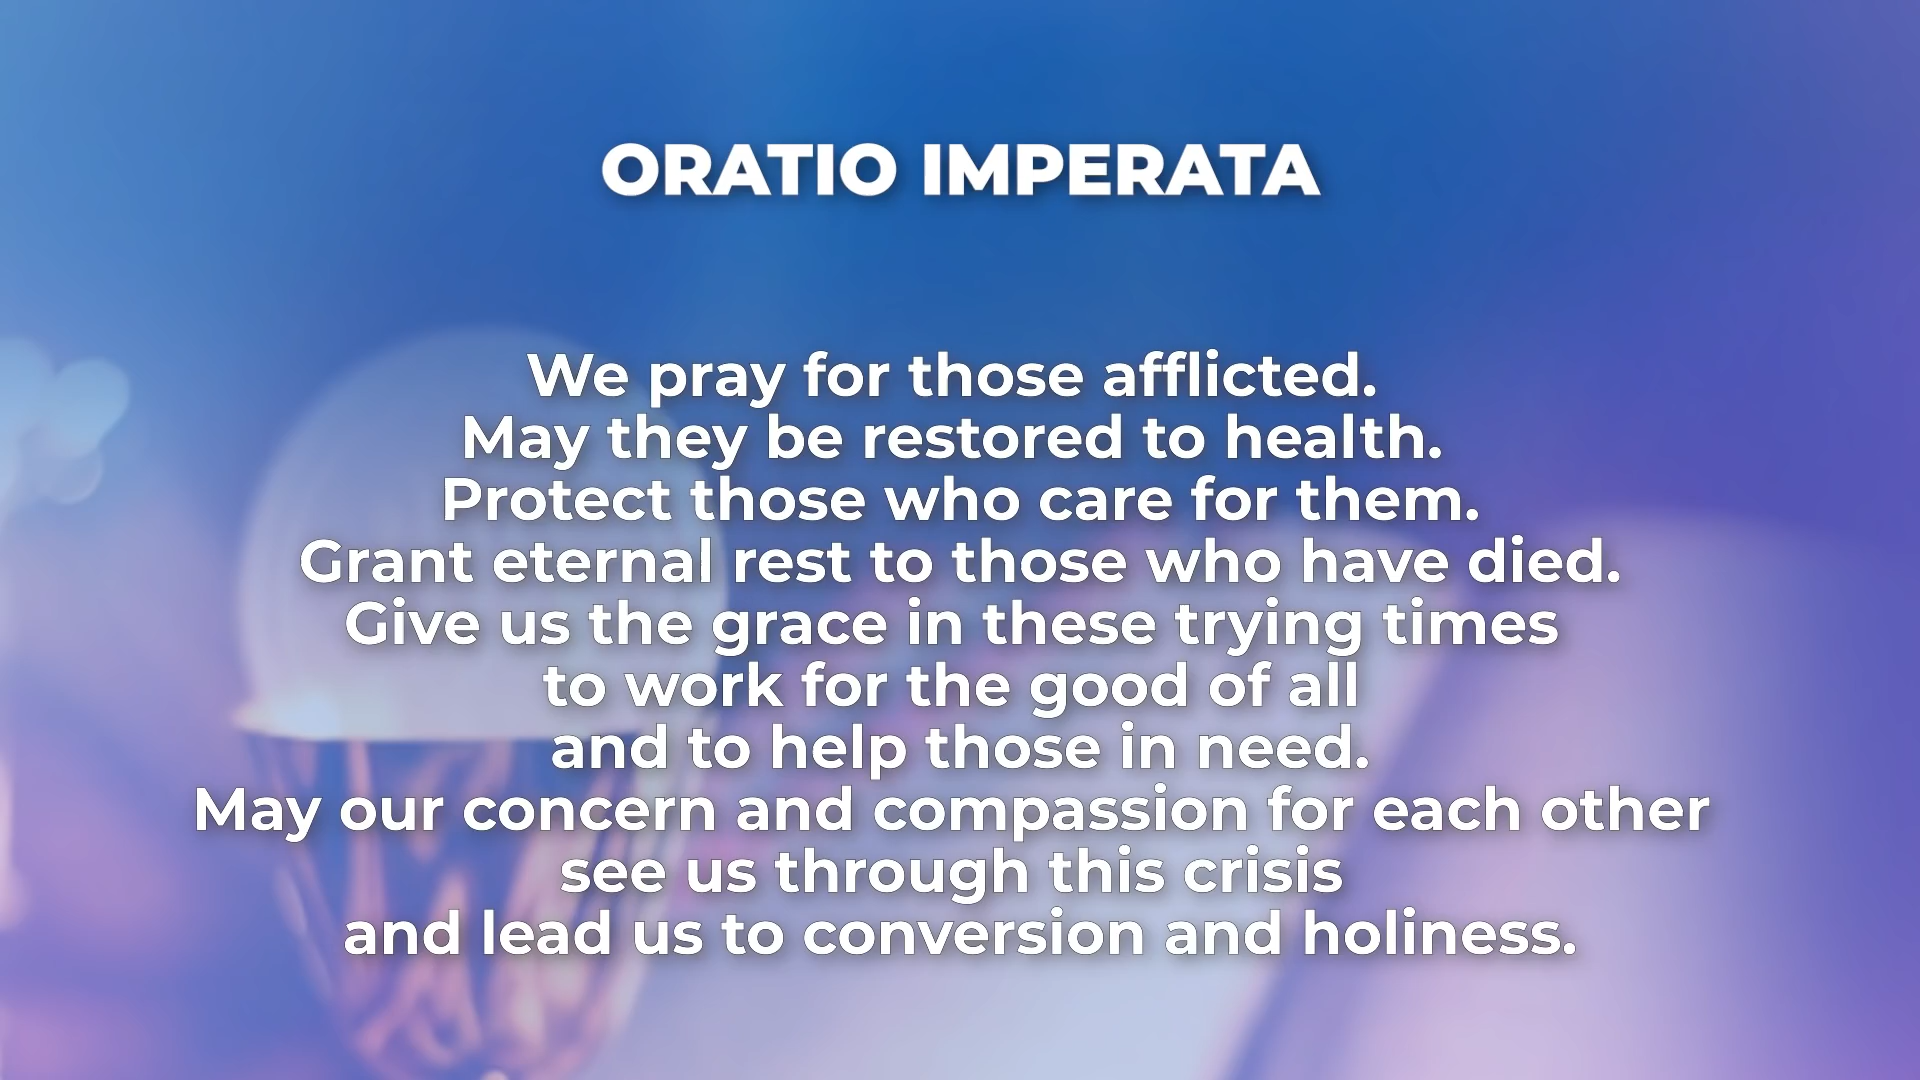 ORATIO IMPERATA
We pray for those afflicted.
May they be restored to health.
Protect those who care for them.
Grant eternal rest to those who have died.
Give us the grace in these trying times
to work for the good of all
and to help those in need.
May our concern and compassion for each other
see us through this crisis
and lead us to conversion and holiness.